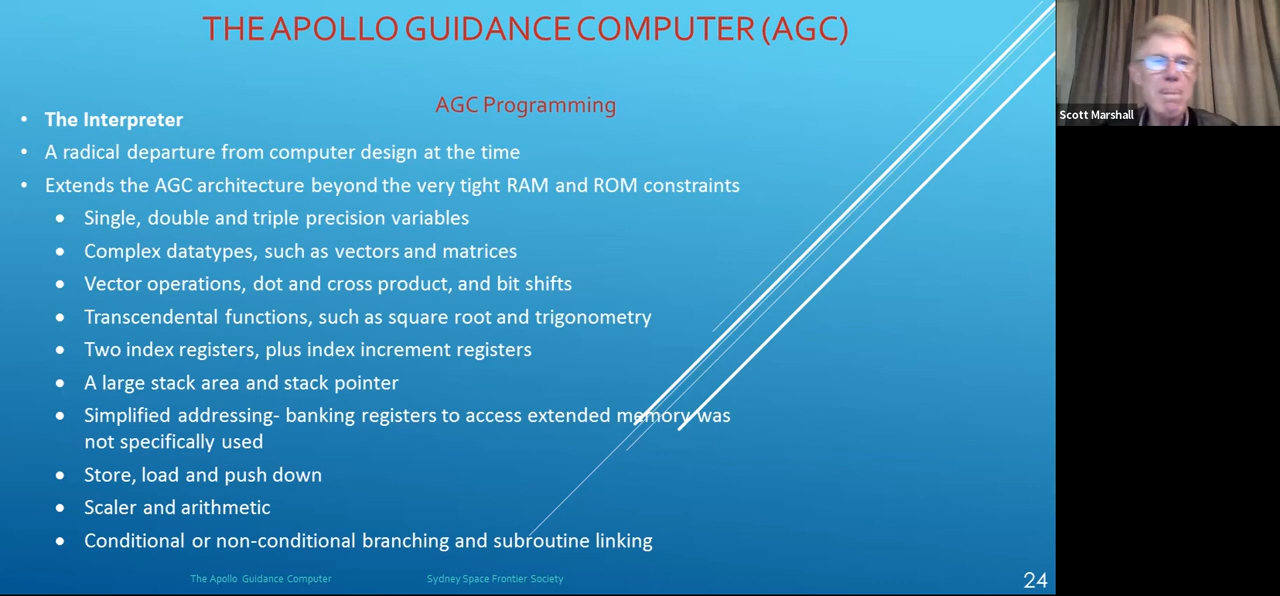 THE APOLLO GUIDANCE COMPUTER (AGC)
AGC Programming
• The Interpreter
• A radical departure from computer design at the time
• Extends the AGC architecture beyond the very tight RAM and ROM constraints
• Single, double and triple precision variables
• Complex datatypes, such as vectors and matrices
• Vector operations, dot and cross product, and bit shifts
• Transcendental functions, such as square root and trigonometry
• Two index registers, plus index increment registers
• A large stack area and stack pointer
• Simplified addressing- banking registers to access extended memory was
not specifically used
• Store, load and push down
• Scaler and arithmetic
• Conditional or non-conditional branching and subroutine linking
The Apollo Guidance Computer
Sydney Space Frontier Society
24
Scott Marshall